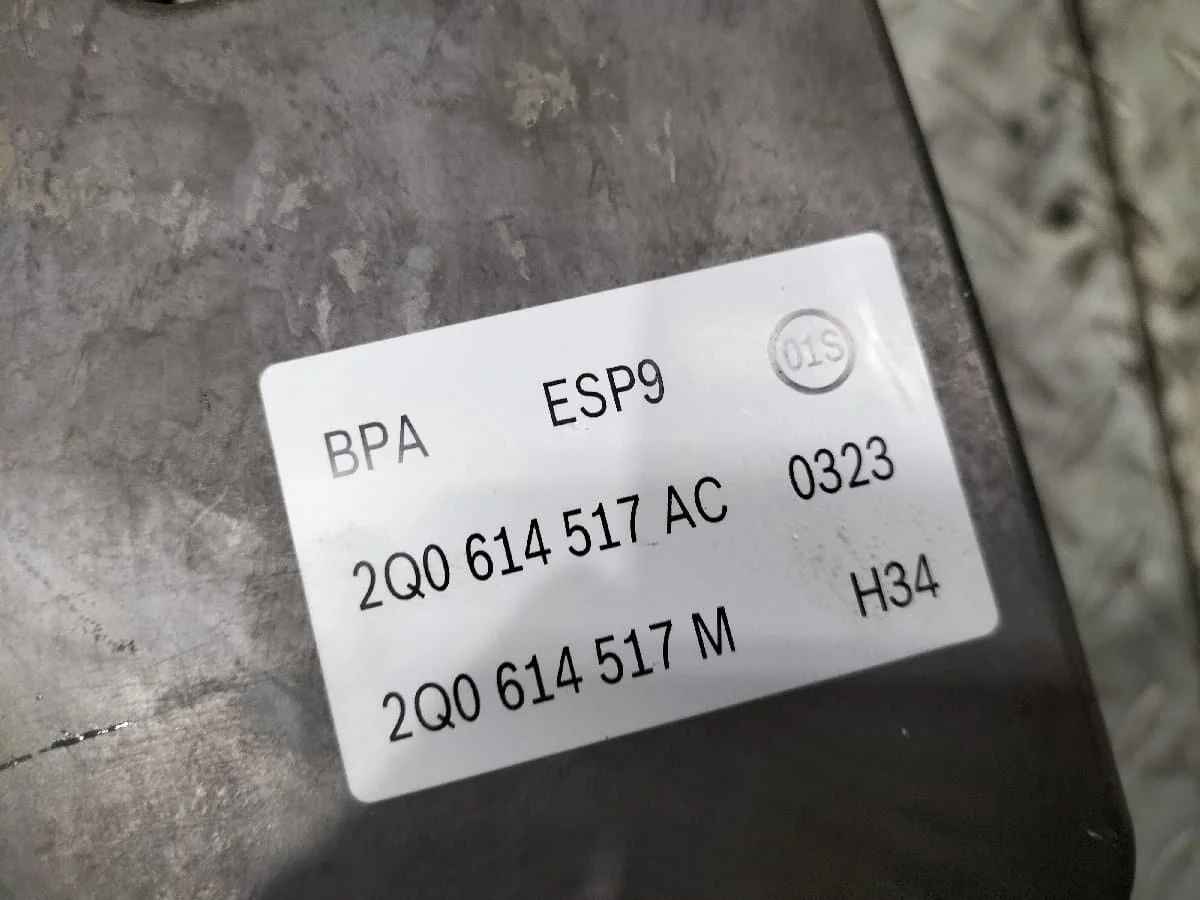 BPA ESP9 01S
2Q0 614 517 AC 0323
2Q0 614 517 M H34